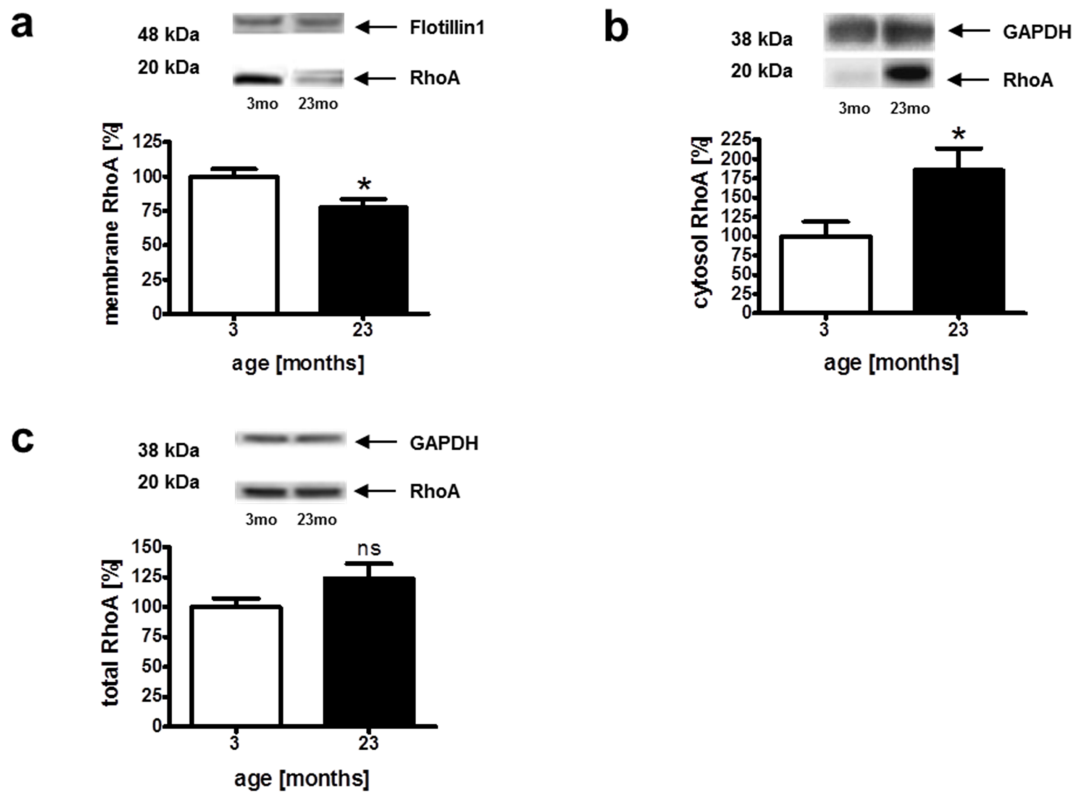 a
Flotillin1
48 kDa
20 kDa
RhoA
3mo 23mo
membrane RhoA [%]
125
100
75
50
25
0
*
3 23
age [months]
b
GAPDH
38 kDa
20 kDa
RhoA
3mo 23mo
cytosol RhoA [%]
225
200
175
150
125
100
75
50
25
0
*
3 23
age [months]
c
GAPDH
38 kDa
20 kDa
RhoA
3mo 23mo
total RhoA [%]
150
125
100
75
50
25
0
ns
3 23
age [months]